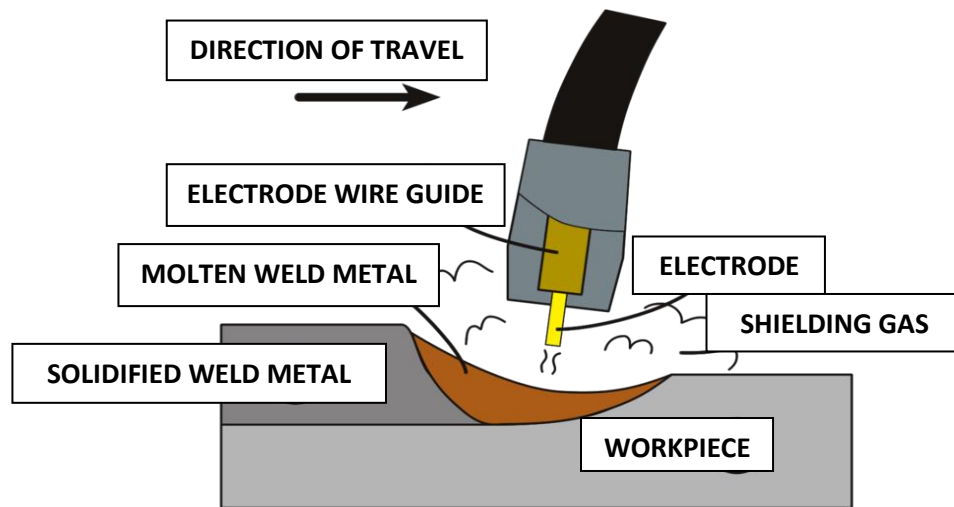 DIRECTION OF TRAVEL
ELECTRODE WIRE GUIDE
MOLTEN WELD METAL
ELECTRODE
SHIELDING GAS
SOLIDIFIED WELD METAL
WORKPIECE